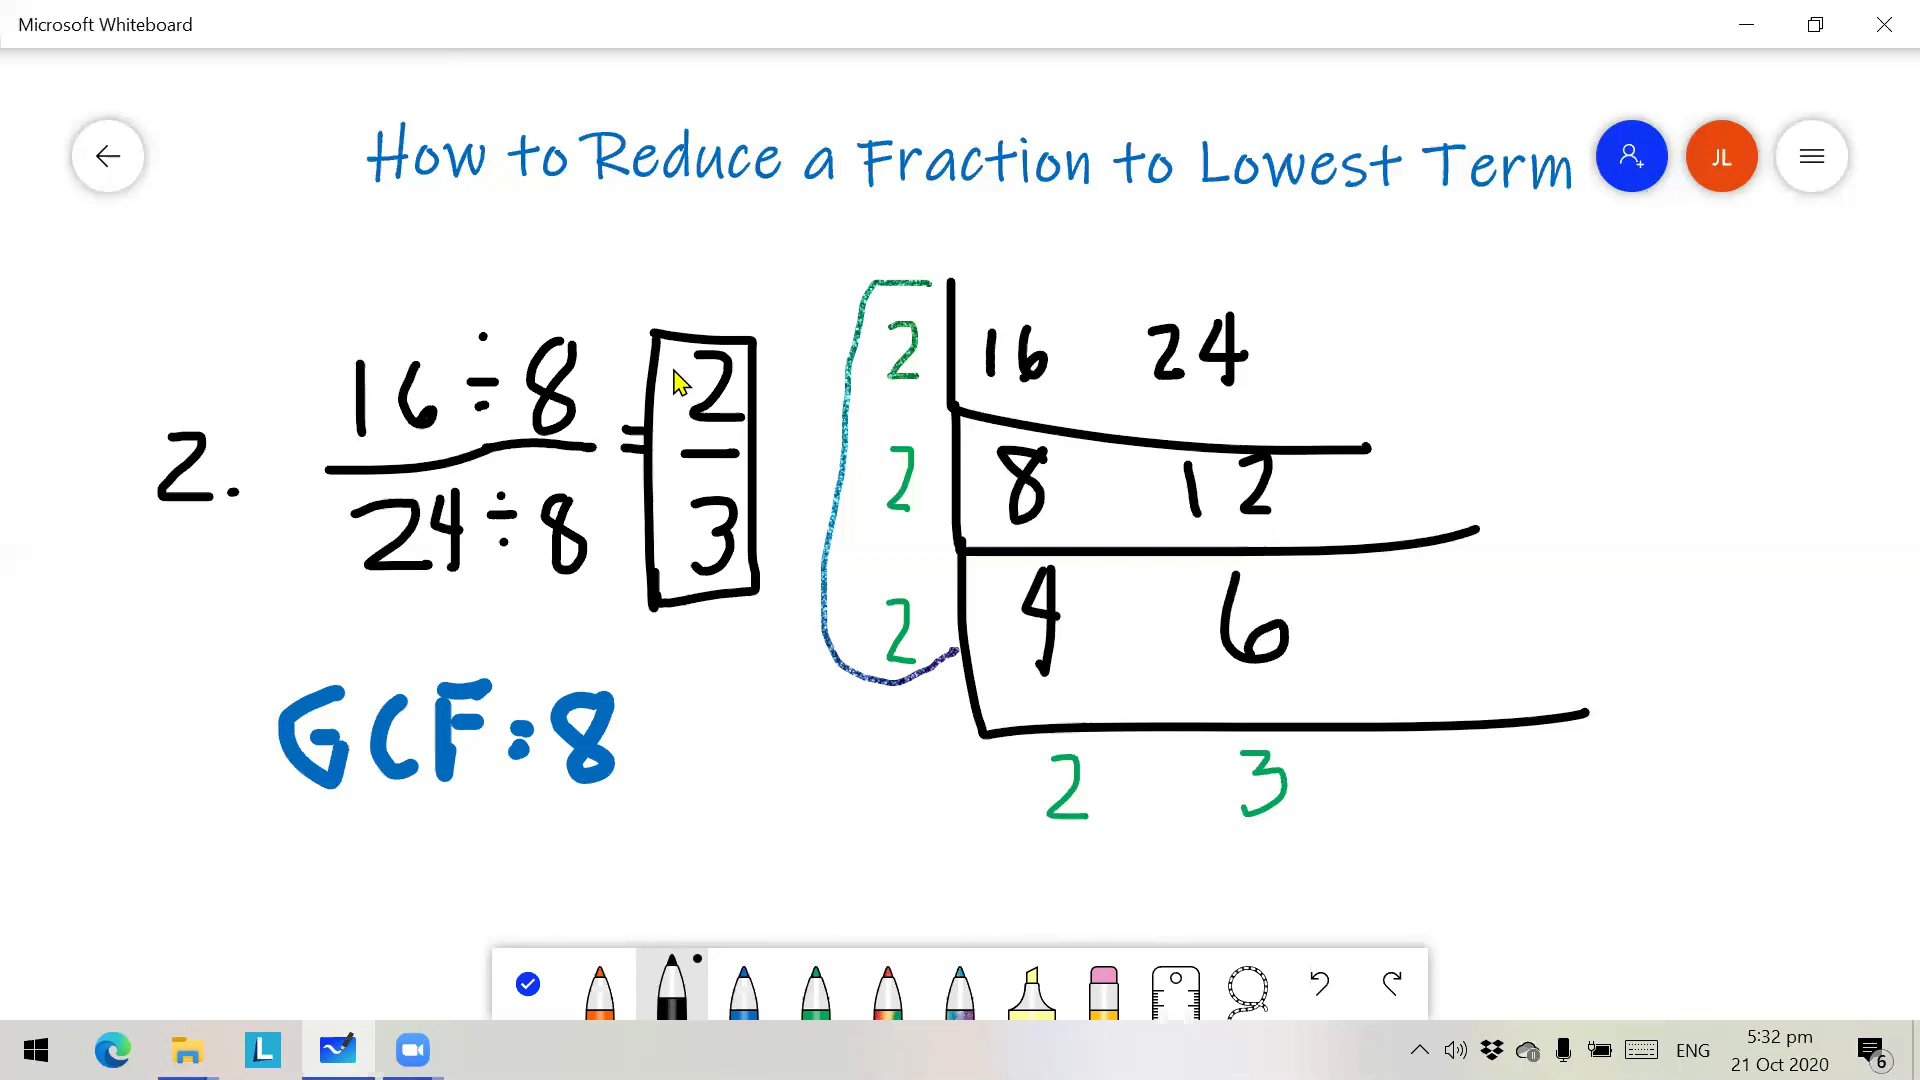 Microsoft Whiteboard
How to Reduce a Fraction to Lowest Term
JL
2.
16 ÷ 8
24 ÷ 8
=
2
3
GCF: 8
2 16 24
2 8 12
2 4 6
2 3
L
ENG
5:32 pm
21 Oct 2020
6